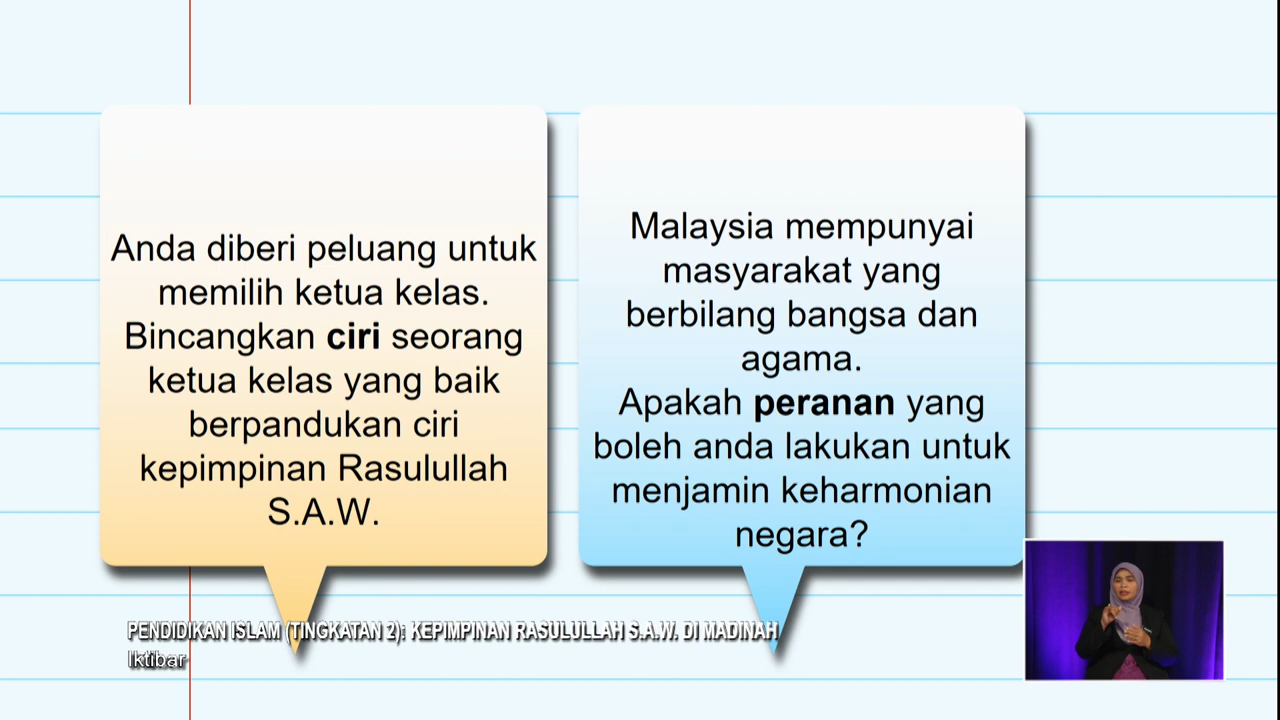 Anda diberi peluang untuk
memilih ketua kelas.
Bincangkan ciri seorang
ketua kelas yang baik
berpandukan ciri
kepimpinan Rasulullah
S.A.W.
Malaysia mempunyai
masyarakat yang
berbilang bangsa dan
agama.
Apakah peranan yang
boleh anda lakukan untuk
menjamin keharmonian
negara?
PENDIDIKAN ISLAM (TINGKATAN 2): KEPIMPINAN RASULULLAH S.A.W. DI MADINAH
Iktibar